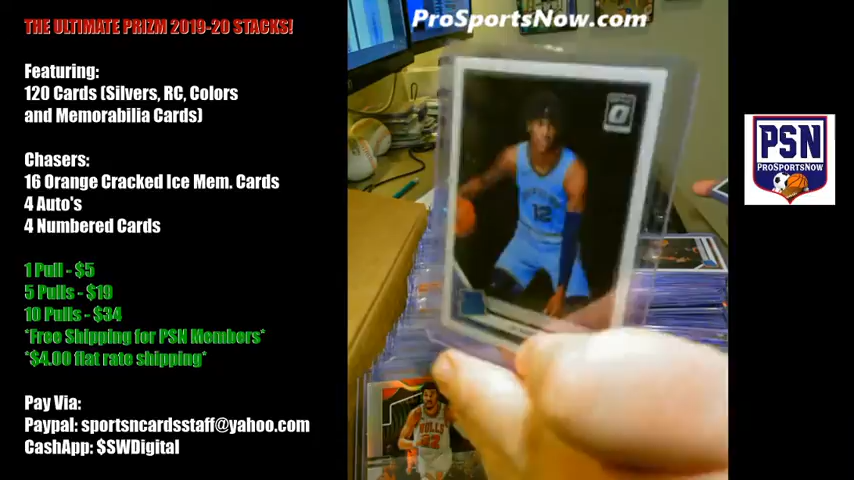 THE ULTIMATE PRIZM 2019-20 STACKS!
Featuring:
120 Cards (Silvers, RC, Colors
and Memorabilia Cards)
Chasers:
16 Orange Cracked Ice Mem. Cards
4 Auto's
4 Numbered Cards
1 Pull - $5
5 Pulls - $19
10 Pulls - $34
*Free Shipping for PSN Members*
*$4.00 flat rate shipping*
Pay Via:
Paypal: sportsncardsstaff@yahoo.com
CashApp: $SWDigital
ProSportsNow.com
12
BULLS
PSN
PROSPORTSNOW